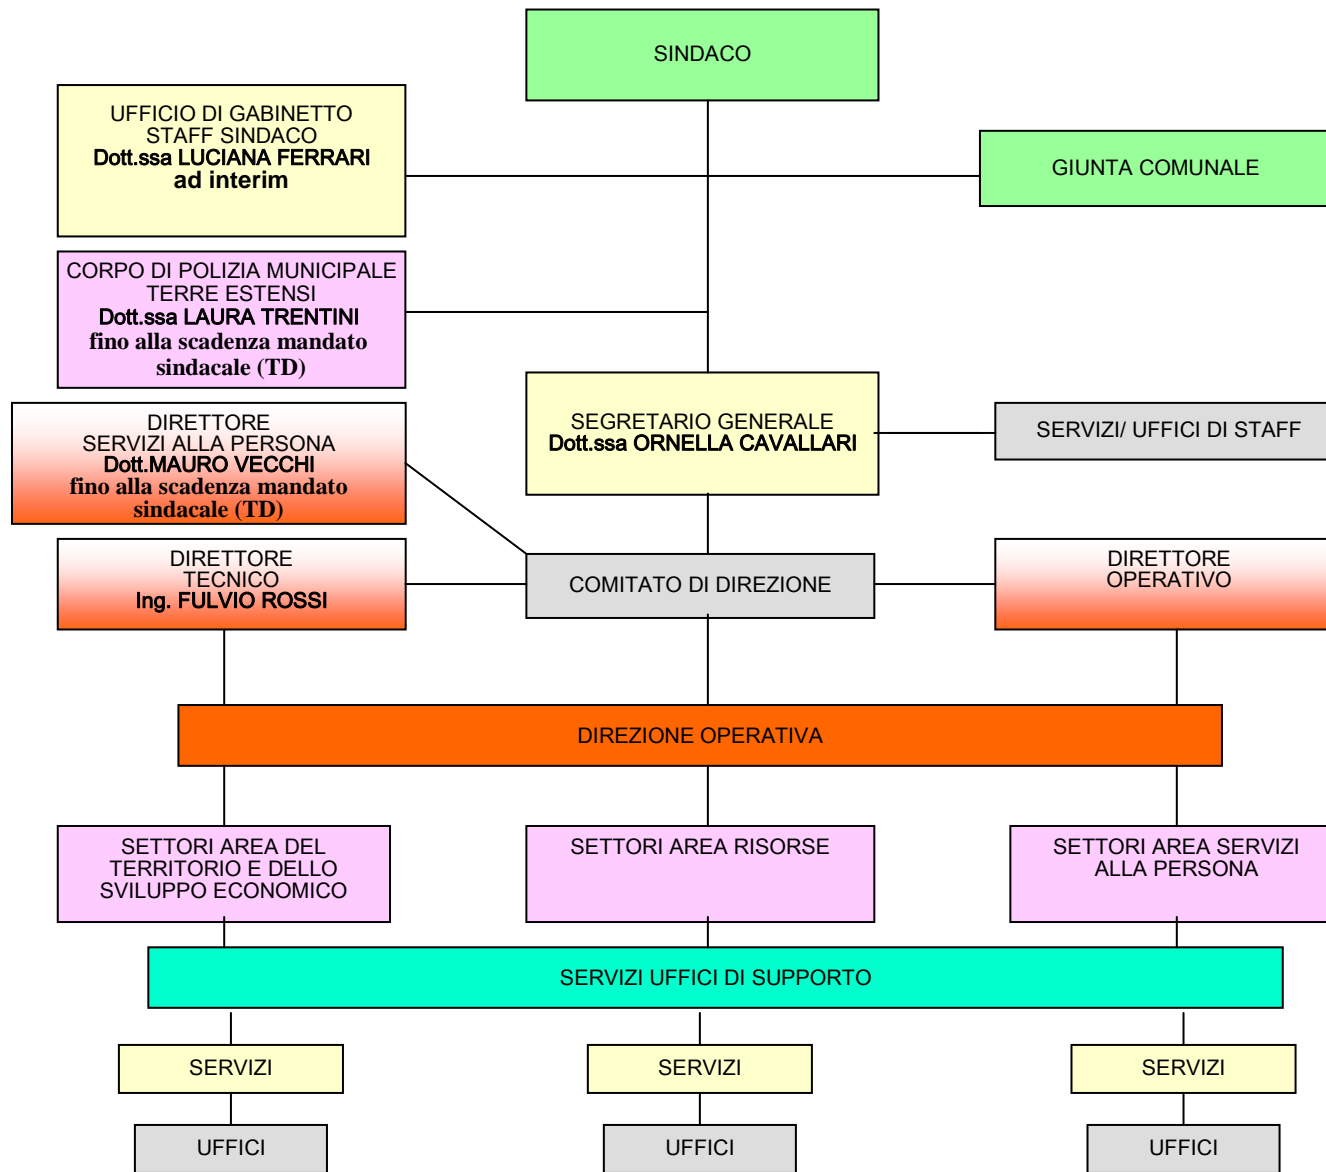 SINDACO
UFFICIO DI GABINETTO
STAFF SINDACO
Dott.ssa LUCIANA FERRARI
ad interim
GIUNTA COMUNALE
CORPO DI POLIZIA MUNICIPALE
TERRE ESTENSI
Dott.ssa LAURA TRENTINI
fino alla scadenza mandato
sindacale (TD)
SEGRETARIO GENERALE
Dott.ssa ORNELLA CAVALLARI
SERVIZI/ UFFICI DI STAFF
DIRETTORE
SERVIZI ALLA PERSONA
Dott.MAURO VECCHI
fino alla scadenza mandato
sindacale (TD)
DIRETTORE
TECNICO
Ing. FULVIO ROSSI
COMITATO DI DIREZIONE
DIRETTORE
OPERATIVO
DIREZIONE OPERATIVA
SETTORI AREA DEL
TERRITORIO E DELLO
SVILUPPO ECONOMICO
SETTORI AREA RISORSE
SETTORI AREA SERVIZI
ALLA PERSONA
SERVIZI UFFICI DI SUPPORTO
SERVIZI
SERVIZI
SERVIZI
UFFICI
UFFICI
UFFICI